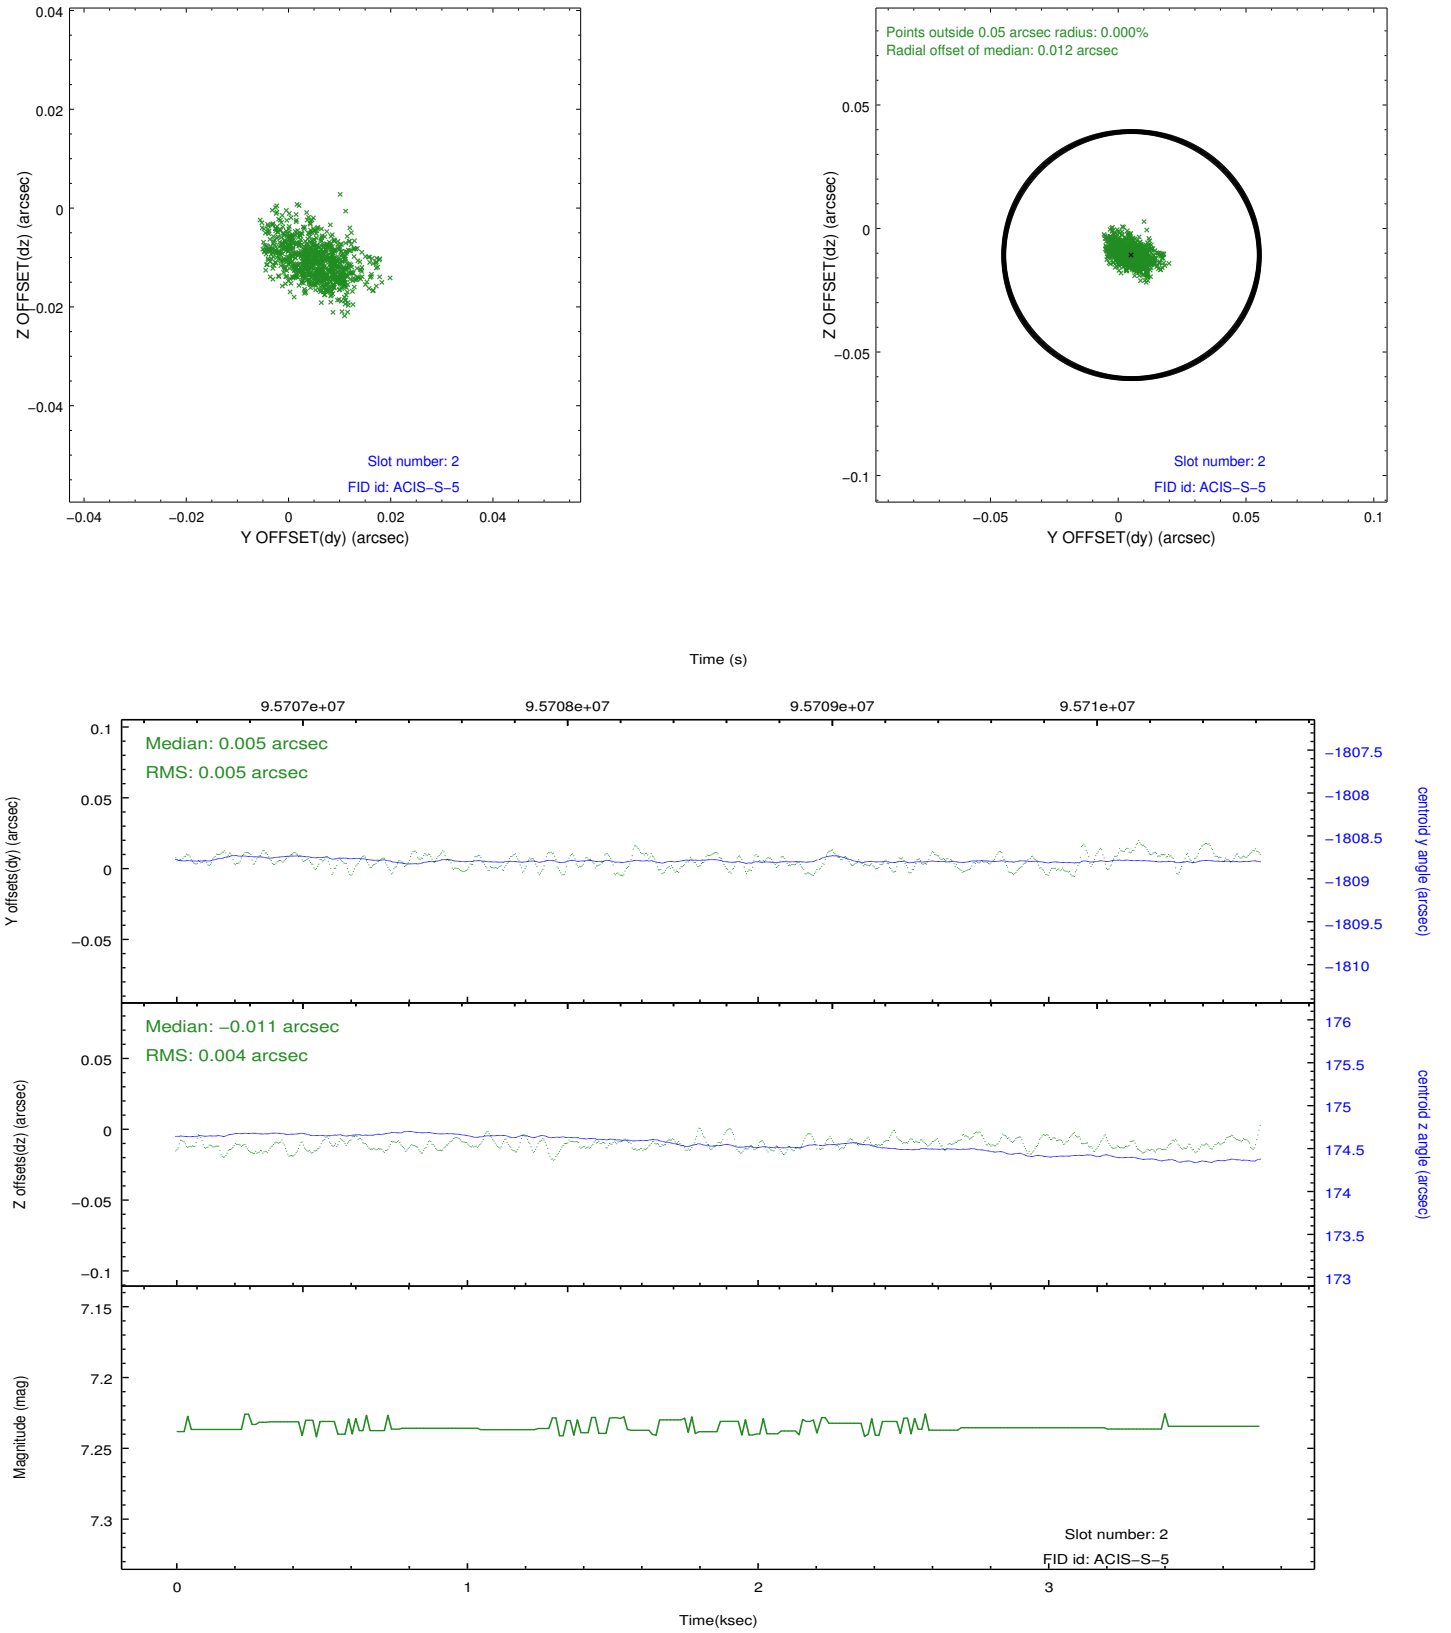 0.04
0.02
0
−0.02
−0.04
Z OFFSET(dz) (arcsec)
Slot number: 2
FID id: ACIS−S−5
−0.04 −0.02 0 0.02 0.04
Y OFFSET(dy) (arcsec)
Points outside 0.05 arcsec radius: 0.000%
Radial offset of median: 0.012 arcsec
0.05
0
−0.05
−0.1
Z OFFSET(dz) (arcsec)
Slot number: 2
FID id: ACIS−S−5
−0.05 0 0.05 0.1
Y OFFSET(dy) (arcsec)
Time (s)
9.5707e+07 9.5708e+07 9.5709e+07 9.571e+07
Median: 0.005 arcsec
RMS: 0.005 arcsec
0.1
0.05
0
−0.05
Y offsets(dy) (arcsec)
−1807.5
−1808
−1808.5
−1809
−1809.5
−1810
centroid y angle (arcsec)
Median: −0.011 arcsec
RMS: 0.004 arcsec
0.05
0
−0.05
−0.1
Z offsets(dz) (arcsec)
176
175.5
175
174.5
174
173.5
173
centroid z angle (arcsec)
7.15
7.2
7.25
7.3
Magnitude (mag)
Slot number: 2
FID id: ACIS−S−5
0 1 2 3
Time(ksec)